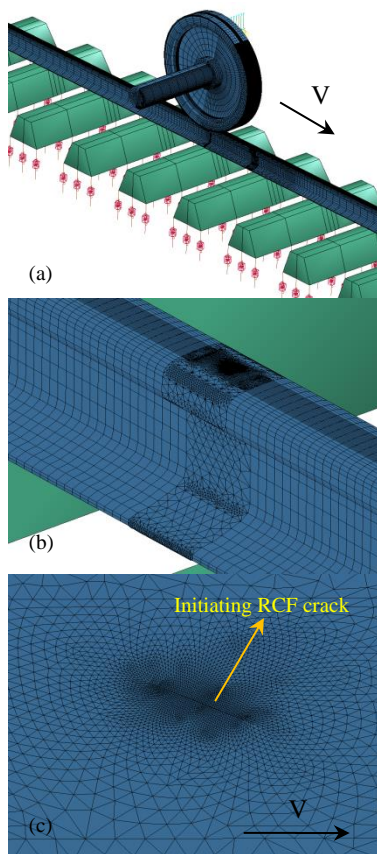 V
(a)
(b)
Initiating RCF crack
V
(c)